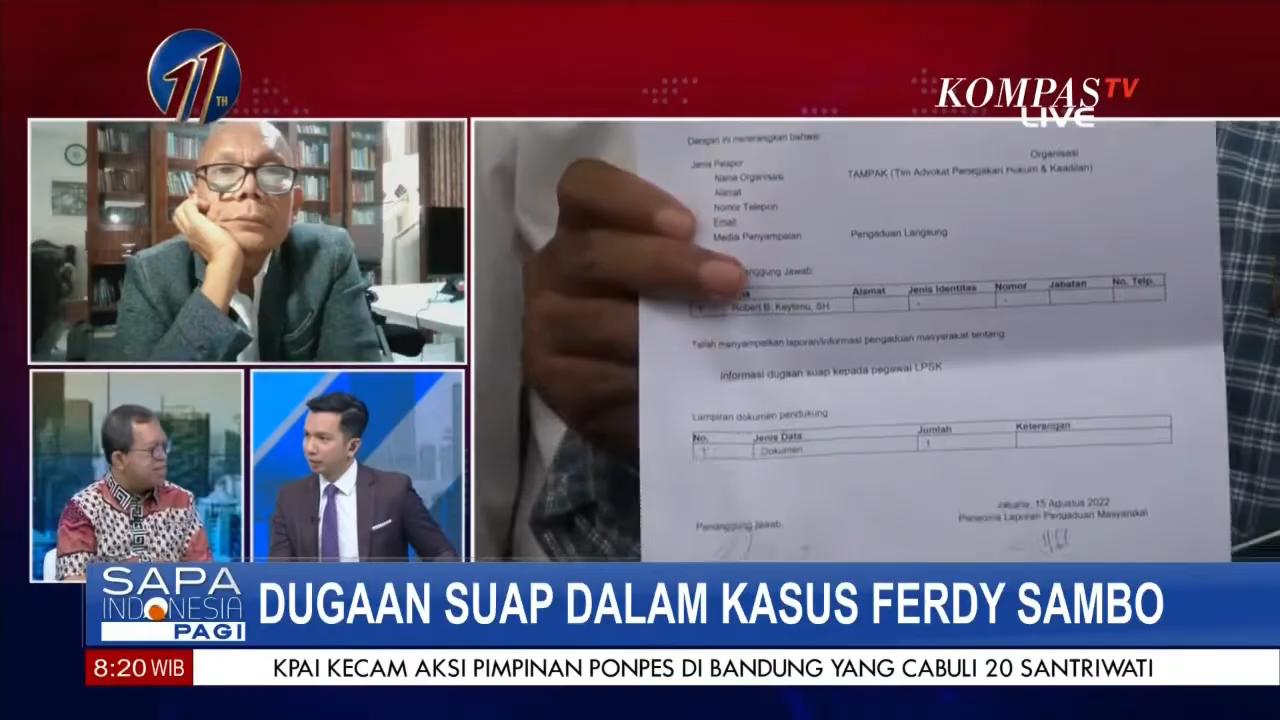 11
TH
KOMPAS TV
LIVE
Dengan ini menerangkan bahwa:
Organisasi
Jenis Pelapor
Nama Organisasi
TAMPAK (Tim Advokat Penegakan Hukum & Keadilan)
Alamat
Nomor Telepon
Email
Media Penyampaian
Pengaduan Langsung
anggung Jawab:
Alamat Jenis Identitas Nomor Jabatan No. Telp.
Robert B. Keytimu, SH - -
Telah menyampaikan laporan/informasi pengaduan masyarakat tentang
Informasi dugaan suap kepada pegawai LPSK
Lampiran dokumen pendukung
No. Jenis Data Jumlah Keterangan
1 Dokumen 1
Jakarta, 15 Agustus 2022
Penanggung Jawab, Penerima Laporan Pengaduan Masyarakat
SAPA
INDONESIA
PAGI
DUGAAN SUAP DALAM KASUS FERDY SAMBO
8:20 WIB
KPAI KECAM AKSI PIMPINAN PONPES DI BANDUNG YANG CABULI 20 SANTRIWATI